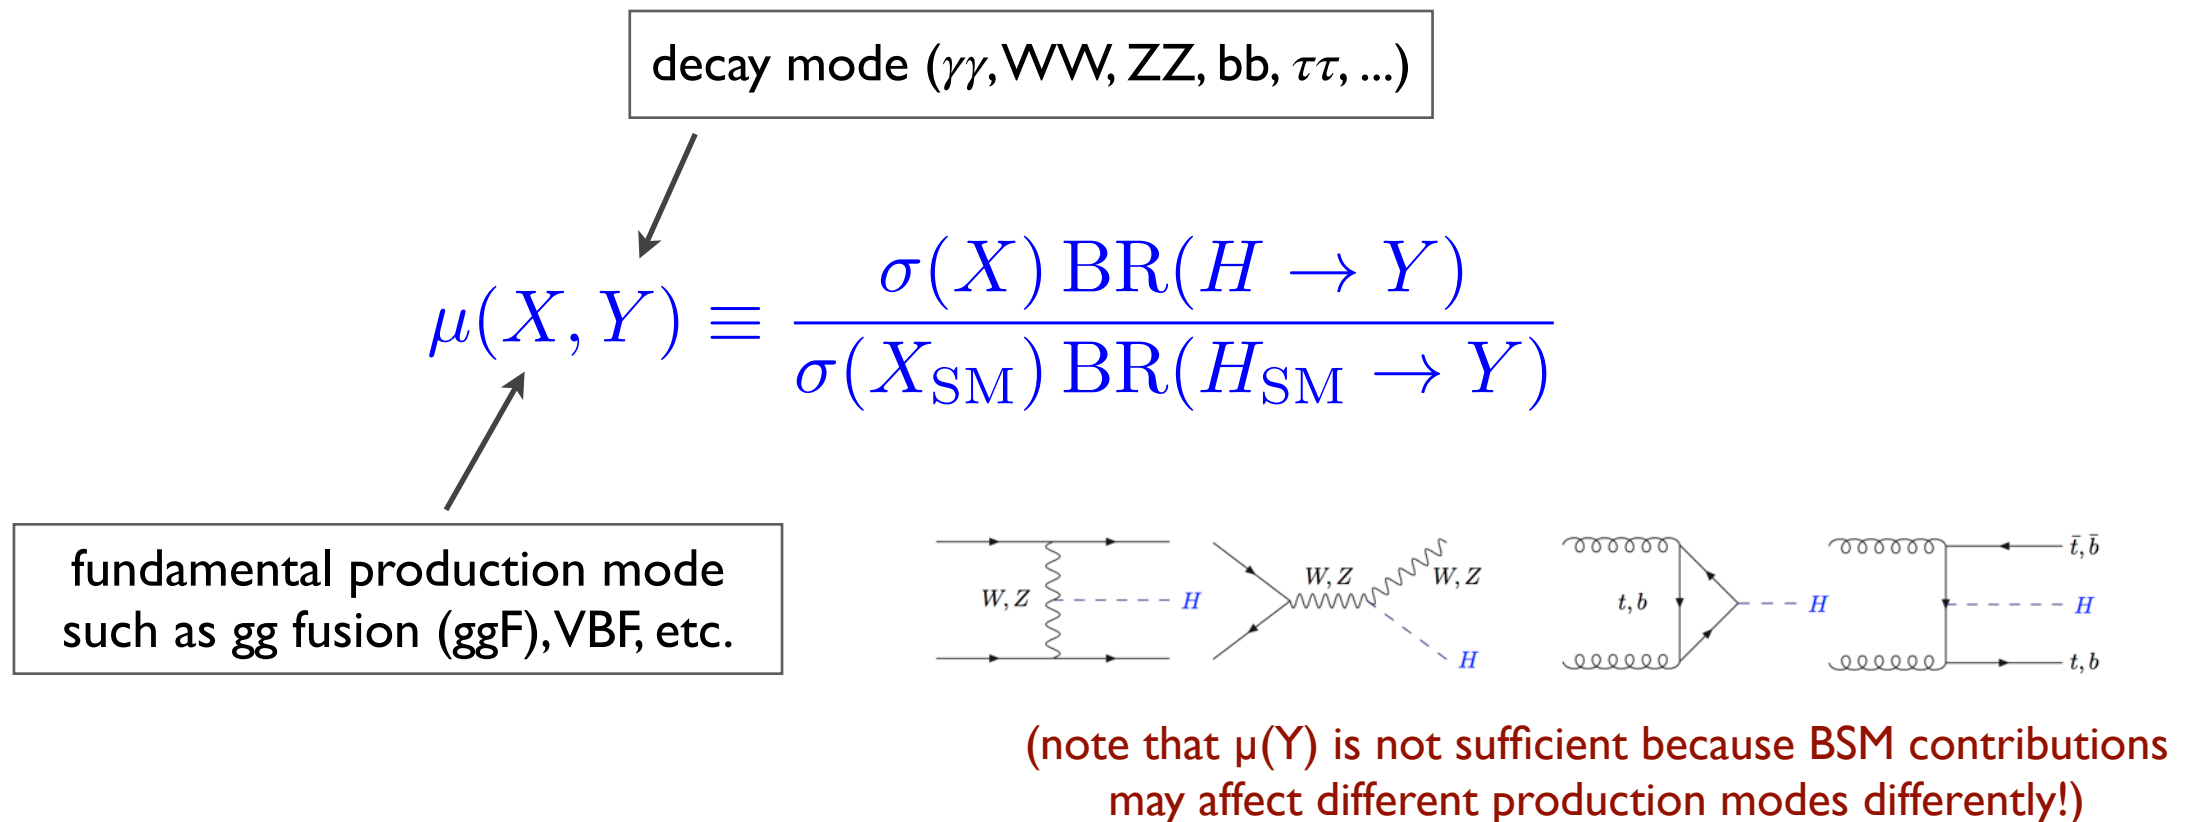 decay mode (γγ, WW, ZZ, bb, ττ, ...)
μ(X, Y) ≡ σ(X) BR(H → Y) / σ(X_SM) BR(H_SM → Y)
fundamental production mode
such as gg fusion (ggF), VBF, etc.
W, Z
H
W, Z
W, Z
H
t, b
H
t̄, b̄
H
t, b
(note that μ(Y) is not sufficient because BSM contributions
may affect different production modes differently!)